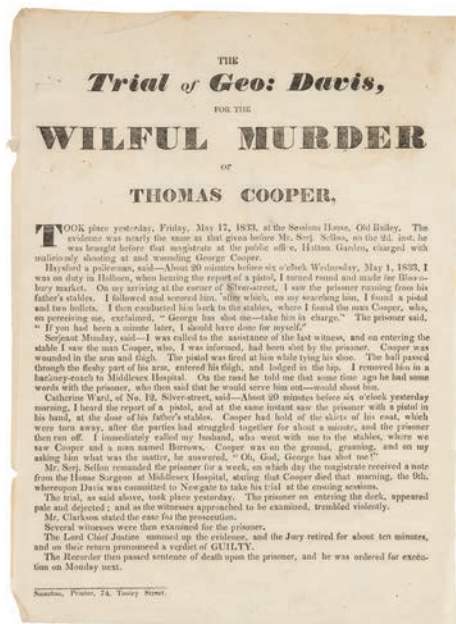 THE
Trial of Geo: Davis,
FOR THE
WILFUL MURDER
OF
THOMAS COOPER,
TOOK place yesterday, Friday, May 17, 1833, at the Sessions House, Old Bailey. The
evidence was nearly the same as that given before Mr. Serj. Sellon, on the 2d. inst. he
was brought before that magistrate at the public office, Hatton Garden, charged with
maliciously shooting at and wounding George Cooper.
Hayford a policeman, said—About 20 minutes before six o'clock Wednesday, May 1, 1833, I
was on duty in Holborn, when hearing the report of a pistol, I turned round and made for Blooms-
bury market. On my arriving at the corner of Silver-street, I saw the prisoner running from his
father's stables. I followed and secured him, after which, on my searching him, I found a pistol
and two bullets. I then conducted him back to the stables, where I found the man Cooper, who,
on perceiving me, exclaimed, "George has shot me—take him in charge." The prisoner said,
"If you had been a minute later, I should have done for myself."
Serjeant Munday, said—I was called to the assistance of the last witness, and on entering the
stable I saw the man Cooper, who, I was informed, had been shot by the prisoner. Cooper was
wounded in the arm and thigh. The pistol was fired at him while tying his shoe. The ball passed
through the fleshy part of his arm, entered his thigh, and lodged in the hip. I removed him in a
hackney-coach to Middlesex Hospital. On the road he told me that some time ago he had some
words with the prisoner, who then said that he would serve him out—would shoot him.
Catherine Ward, of No. 12, Silver-street, said—About 20 minutes before six o'clock yesterday
morning, I heard the report of a pistol, and at the same instant saw the prisoner with a pistol in
his hand, at the door of his father's stables. Cooper had hold of the skirts of his coat, which
were torn away, after the parties had struggled together for about a minute, and the prisoner
then ran off. I immediately called my husband, who went with me to the stables, where we
saw Cooper and a man named Borrows. Cooper was on the ground, groaning, and on my
asking him what was the matter, he answered, "Oh, God, George has shot me!"
Mr. Serj. Sellon remanded the prisoner for a week, on which day the magistrate received a note
from the House Surgeon at Middlesex Hospital, stating that Cooper died that morning, the 9th.
whereupon Davis was committed to Newgate to take his trial at the ensuing sessions.
The trial, as said above, took place yesterday. The prisoner on entering the dock, appeared
pale and dejected; and as the witnesses approached to be examined, trembled violently.
Mr. Clarkson stated the case for the prosecution.
Several witnesses were then examined for the prisoner.
The Lord Chief Justice summed up the evidence, and the Jury retired for about ten minutes,
and on their return pronounced a verdict of GUILTY.
The Recorder then passed sentence of death upon the prisoner, and he was ordered for execu-
tion on Monday next.
Printer, 74, Tooley Street.